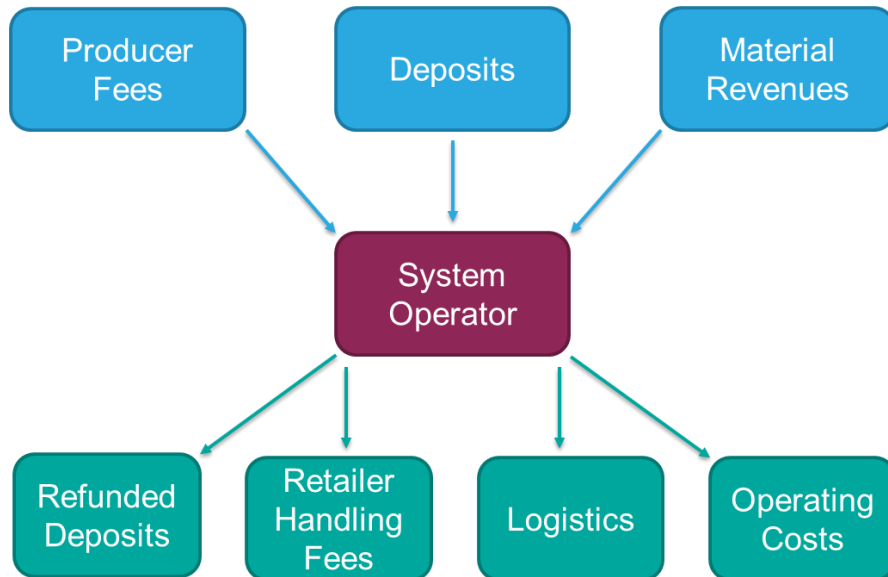 Producer
Fees
Deposits
Material
Revenues
System
Operator
Refunded
Deposits
Retailer
Handling
Fees
Logistics
Operating
Costs